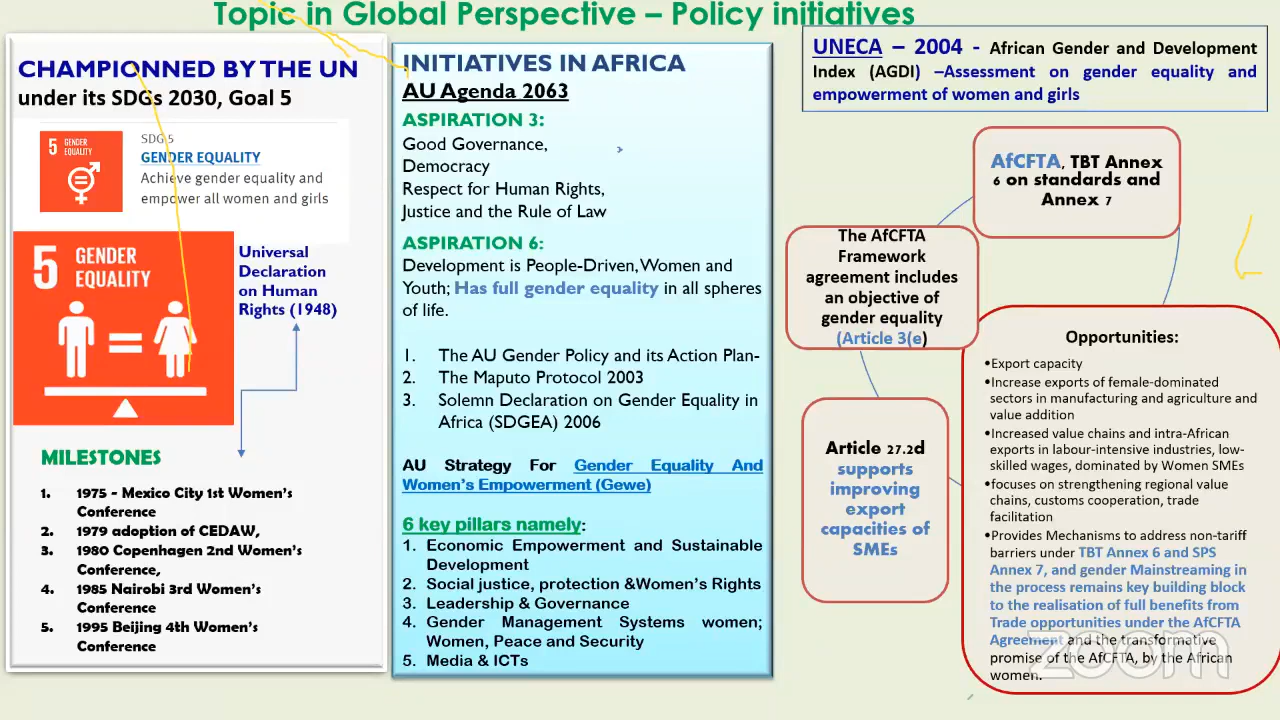 Topic in Global Perspective – Policy initiatives
CHAMPIONNED BY THE UN
under its SDGs 2030, Goal 5
5 GENDER
EQUALITY
SDG 5
GENDER EQUALITY
Achieve gender equality and
empower all women and girls
5 GENDER
EQUALITY
Universal
Declaration
on Human
Rights (1948)
MILESTONES
1. 1975 - Mexico City 1st Women's
Conference
2. 1979 adoption of CEDAW,
3. 1980 Copenhagen 2nd Women's
Conference,
4. 1985 Nairobi 3rd Women's
Conference
5. 1995 Beijing 4th Women's
Conference
INITIATIVES IN AFRICA
AU Agenda 2063
ASPIRATION 3:
Good Governance,
Democracy
Respect for Human Rights,
Justice and the Rule of Law
ASPIRATION 6:
Development is People-Driven, Women and
Youth; Has full gender equality in all spheres
of life.
1. The AU Gender Policy and its Action Plan-
2. The Maputo Protocol 2003
3. Solemn Declaration on Gender Equality in
Africa (SDGEA) 2006
AU Strategy For Gender Equality And
Women's Empowerment (Gewe)
6 key pillars namely:
1. Economic Empowerment and Sustainable
Development
2. Social justice, protection &Women's Rights
3. Leadership & Governance
4. Gender Management Systems women;
Women, Peace and Security
5. Media & ICTs
UNECA – 2004 - African Gender and Development
Index (AGDI) –Assessment on gender equality and
empowerment of women and girls
AfCFTA, TBT Annex
6 on standards and
Annex 7
The AfCFTA
Framework
agreement includes
an objective of
gender equality
(Article 3(e)
Article 27.2d
supports
improving
export
capacities of
SMEs
Opportunities:
•Export capacity
•Increase exports of female-dominated
sectors in manufacturing and agriculture and
value addition
•Increased value chains and intra-African
exports in labour-intensive industries, low-
skilled wages, dominated by Women SMEs
•focuses on strengthening regional value
chains, customs cooperation, trade
facilitation
•Provides Mechanisms to address non-tariff
barriers under TBT Annex 6 and SPS
Annex 7, and gender Mainstreaming in
the process remains key building block
to the realisation of full benefits from
Trade opportunities under the AfCFTA
Agreement and the transformative
promise of the AfCFTA, by the African
women.
zoom